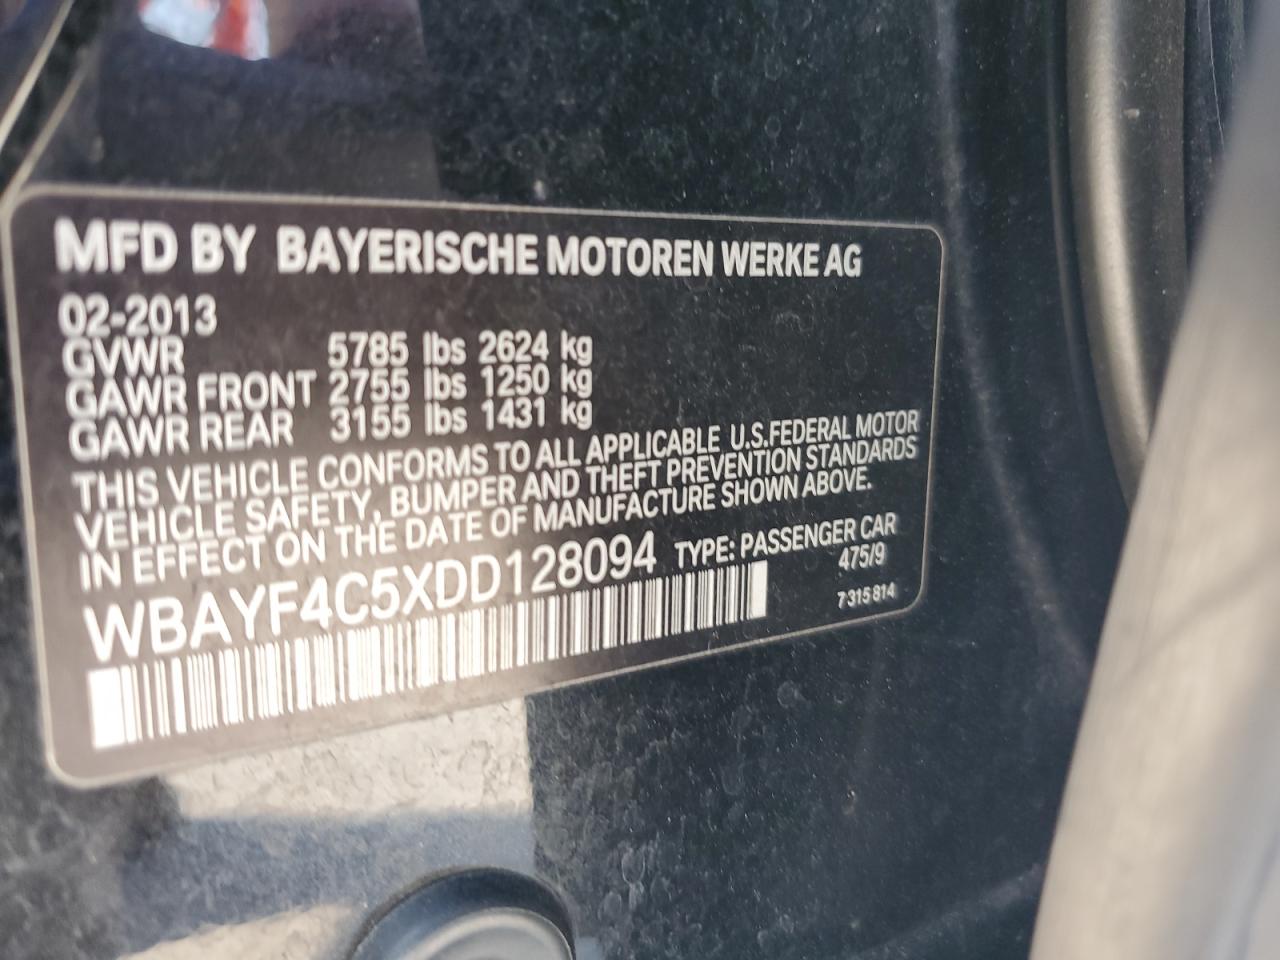 MFD BY BAYERISCHE MOTOREN WERKE AG
02-2013
GVWR 5785 lbs 2624 kg
GAWR FRONT 2755 lbs 1250 kg
GAWR REAR 3155 lbs 1431 kg
THIS VEHICLE CONFORMS TO ALL APPLICABLE U.S.FEDERAL MOTOR
VEHICLE SAFETY, BUMPER AND THEFT PREVENTION STANDARDS
IN EFFECT ON THE DATE OF MANUFACTURE SHOWN ABOVE.
WBAYF4C5XDD128094 TYPE: PASSENGER CAR
475/9
7 315 814